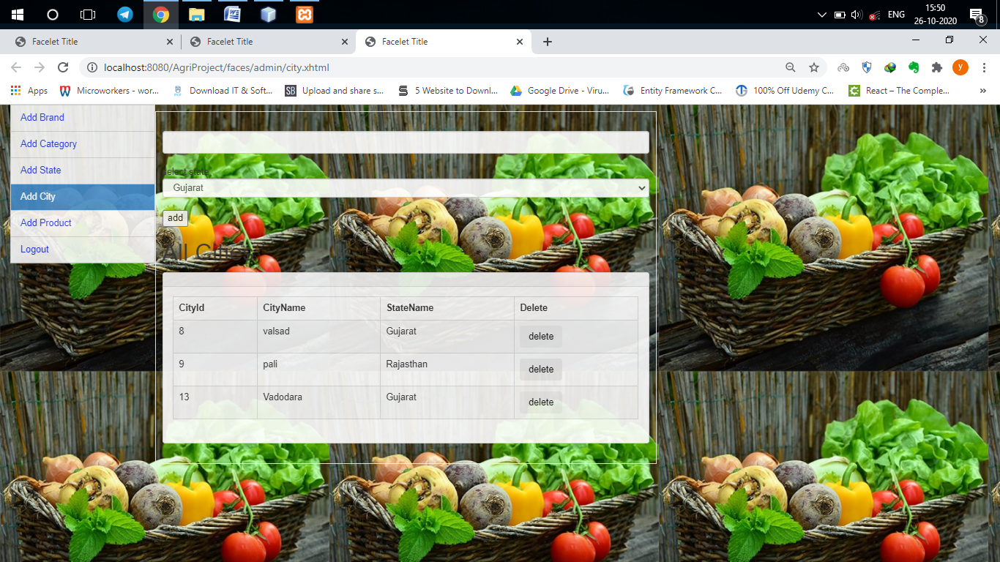 15:50
ENG
26-10-2020
8
Facelet Title
Facelet Title
Facelet Title
localhost:8080/AgriProject/faces/admin/city.xhtml
y
Apps
Microworkers - wor...
Download IT & Soft...
Upload and share s...
5 Website to Downl...
Google Drive - Viru...
Entity Framework C...
100% Off Udemy C...
React – The Comple...
»
Add Brand
Add Category
Add State
Add City
Add Product
Logout
select state
Gujarat
add
All Cities
CityId CityName StateName Delete
8 valsad Gujarat delete
9 pali Rajasthan delete
13 Vadodara Gujarat delete